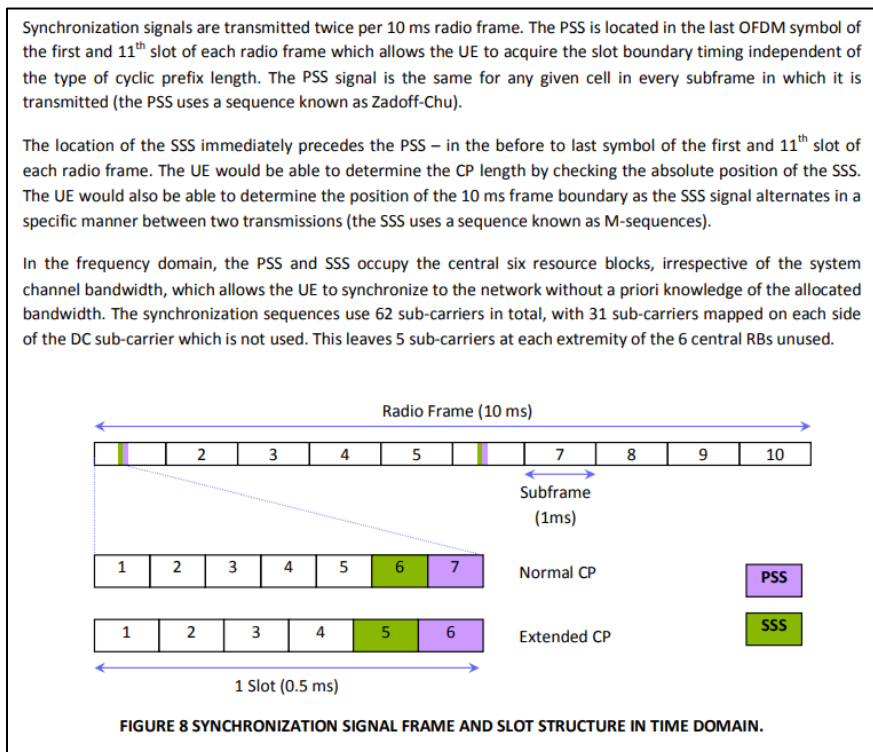 Synchronization signals are transmitted twice per 10 ms radio frame. The PSS is located in the last OFDM symbol
of the first and 11th slot of each radio frame which allows the UE to acquire the slot boundary timing independent
of the type of cyclic prefix length. The PSS signal is the same for any given cell in every subframe in which it is
transmitted (the PSS uses a sequence known as Zadoff-Chu).
The location of the SSS immediately precedes the PSS – in the before to last symbol of the first and 11th slot of
each radio frame. The UE would be able to determine the CP length by checking the absolute position of the SSS.
The UE would also be able to determine the position of the 10 ms frame boundary as the SSS signal alternates in a
specific manner between two transmissions (the SSS uses a sequence known as M-sequences).
In the frequency domain, the PSS and SSS occupy the central six resource blocks, irrespective of the system
channel bandwidth, which allows the UE to synchronize to the network without a priori knowledge of the allocated
bandwidth. The synchronization sequences use 62 sub-carriers in total, with 31 sub-carriers mapped on each side
of the DC sub-carrier which is not used. This leaves 5 sub-carriers at each extremity of the 6 central RBs unused.
Radio Frame (10 ms)
2 3 4 5 7 8 9 10
Subframe
(1ms)
1 2 3 4 5 6 7 Normal CP PSS
1 2 3 4 5 6 Extended CP SSS
1 Slot (0.5 ms)
FIGURE 8 SYNCHRONIZATION SIGNAL FRAME AND SLOT STRUCTURE IN TIME DOMAIN.